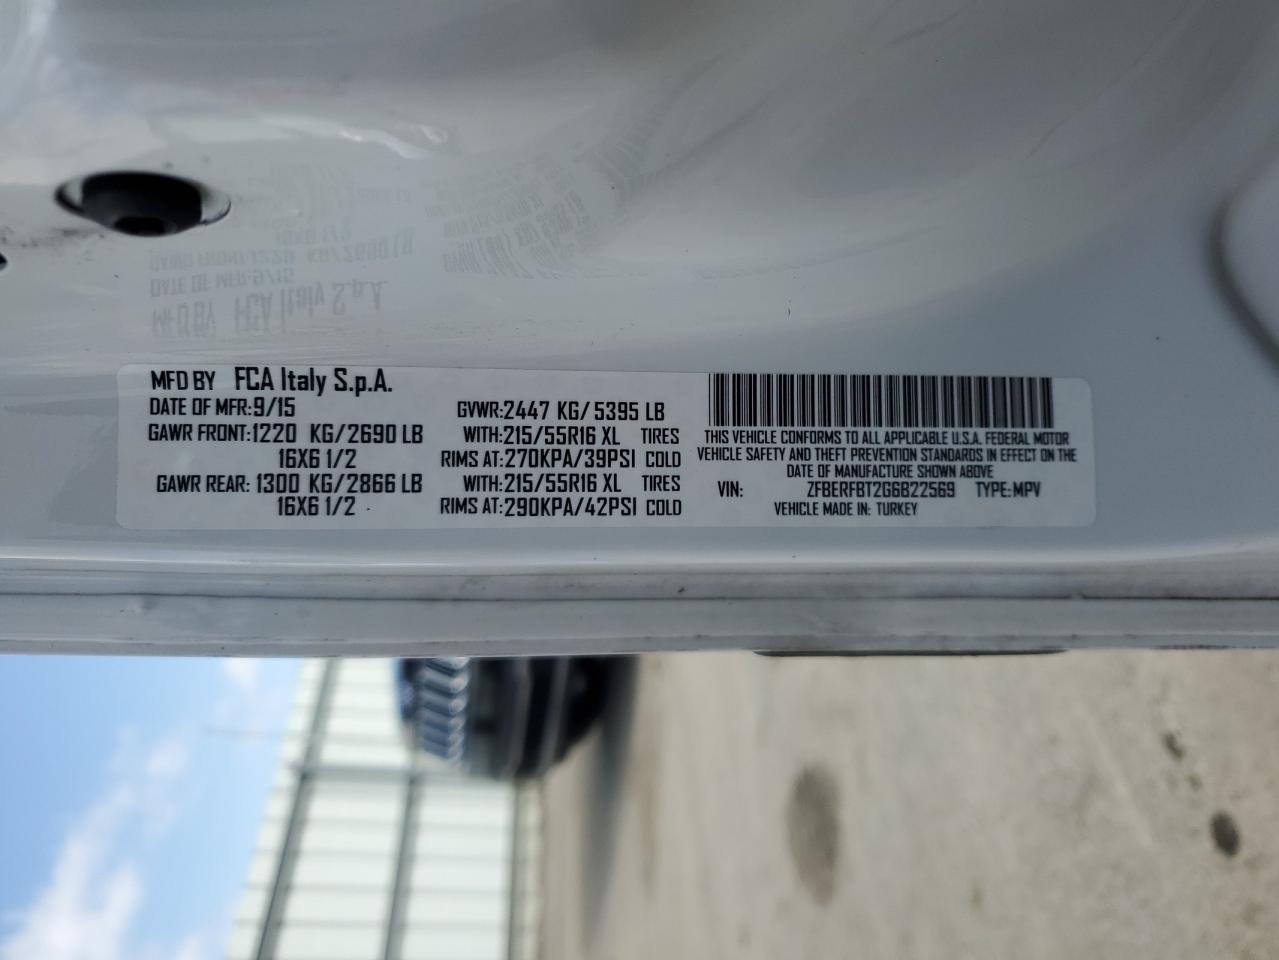 MFD BY FCA Italy S.p.A.
DATE OF MFR:9/15
GAWR FRONT:1220 KG/2690 LB
16X6 1/2
GAWR REAR: 1300 KG/2866 LB
16X6 1/2
GVWR:2447 KG/5395 LB
WITH:215/55R16 XL TIRES
RIMS AT:270KPA/39PSI COLD
WITH:215/55R16 XL TIRES
RIMS AT:290KPA/42PSI COLD
THIS VEHICLE CONFORMS TO ALL APPLICABLE U.S.A. FEDERAL MOTOR
VEHICLE SAFETY AND THEFT PREVENTION STANDARDS IN EFFECT ON THE
DATE OF MANUFACTURE SHOWN ABOVE
VIN: ZFBERFBT2G6B22569 TYPE:MPV
VEHICLE MADE IN: TURKEY